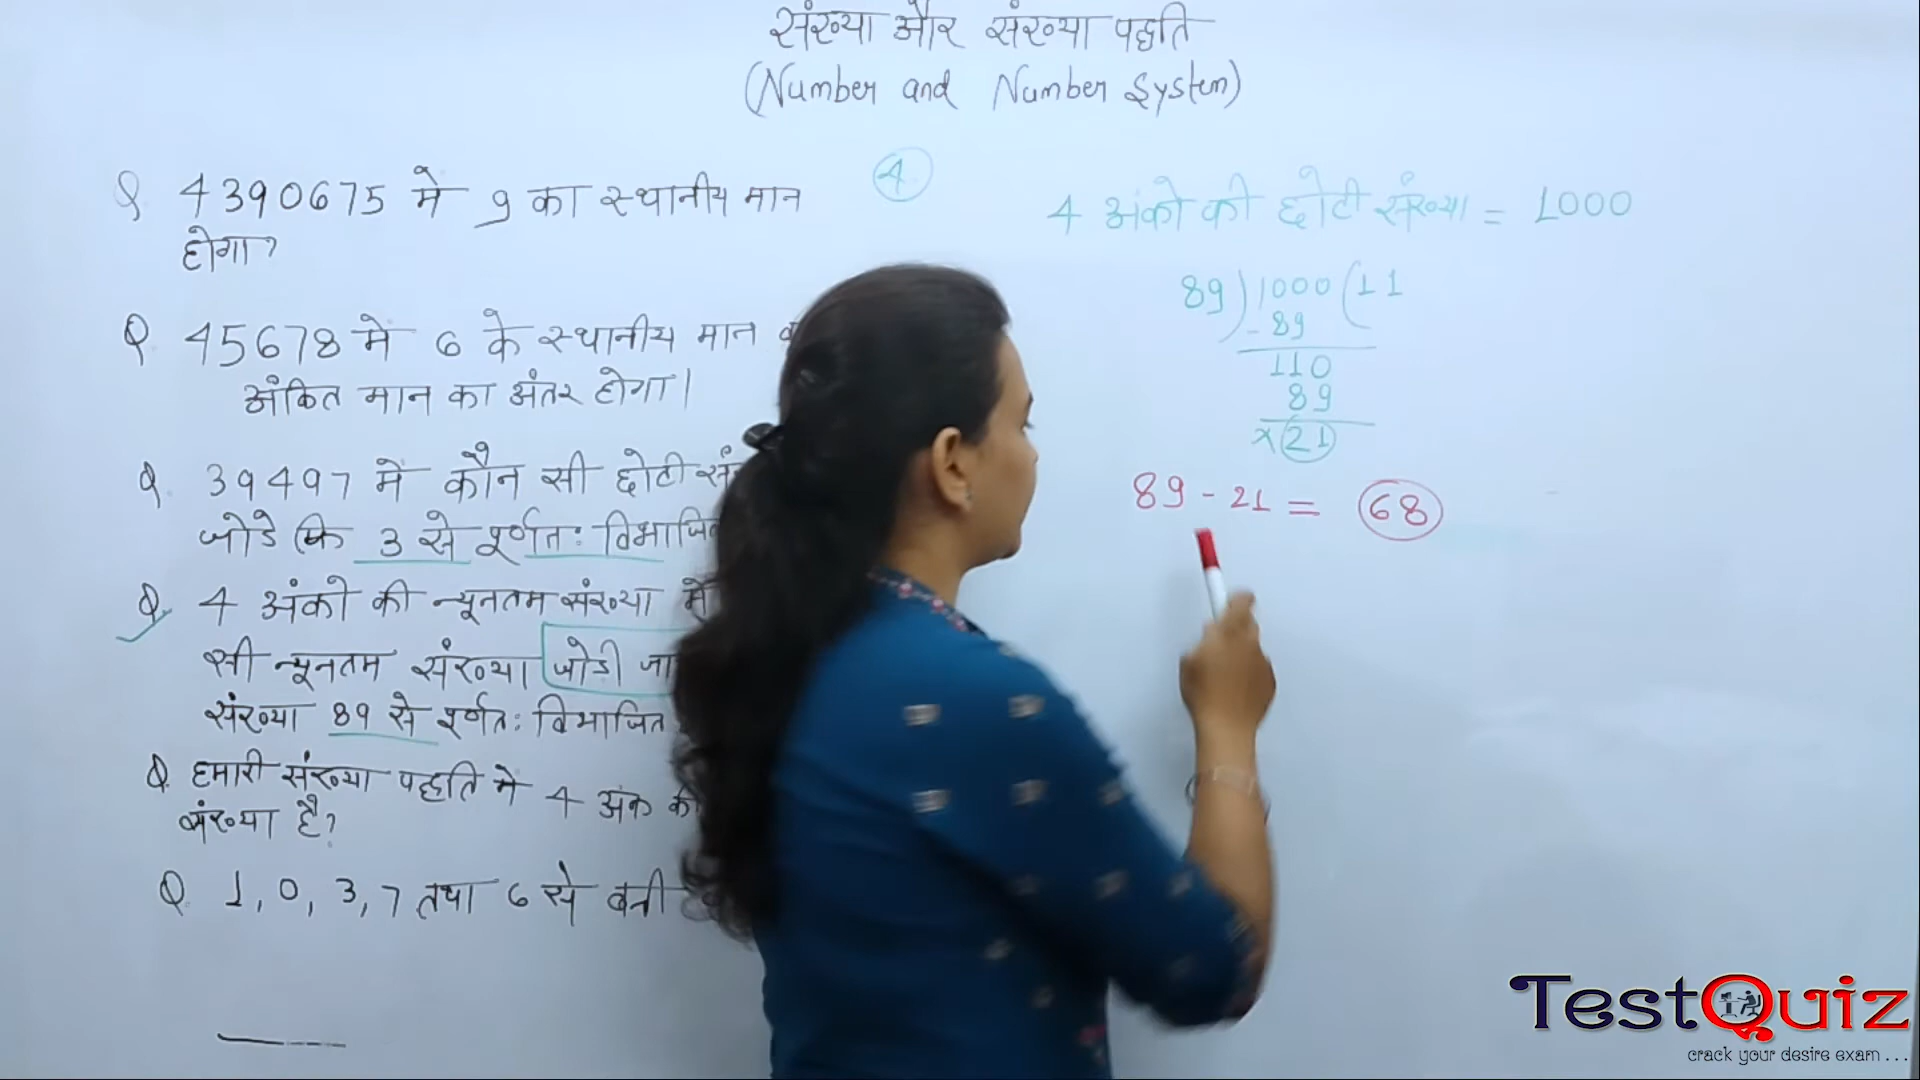 संख्या और संख्या पद्धति
(Number and Number System)
Q 4390675 मे 9 का स्थानीय मान
होगा?
Q. 45678 मे 6 के स्थानीय मान
अंकित मान का अंतर होगा।
Q. 39497 में कौन सी छोटी
जोडे कि 3 से पूर्णत: विभाजित
Q. 4 अंको की न्यूनतम संख्या में
सी न्यूनतम संख्या जोडी
संख्या 89 से पूर्णत: विभाजित
Q. हमारी संख्या पद्धति मे 4 अंक की
संख्या है?
Q. 1, 0, 3, 7 तथा 6 से बनी
4
4 अंको की छोटी संख्या = 1000
89)1000(11
-89
110
89
x21
89 - 21 = 68
TestQuiz
crack your desire exam ...